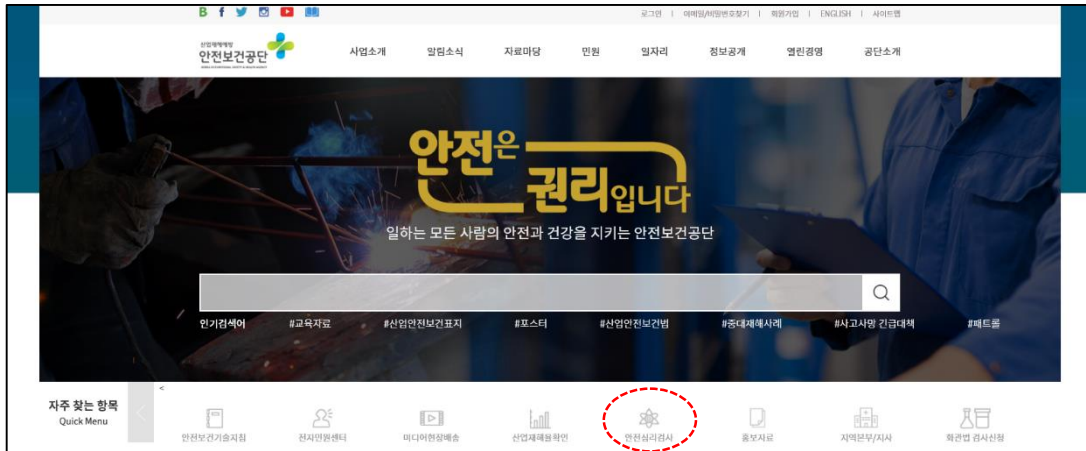 로그인 | 이메일/비밀번호찾기 | 회원가입 | ENGLISH | 사이트맵
산업재해예방
안전보건공단
사업소개 알림소식 자료마당 민원 일자리 정보공개 열린경영 공단소개
안전은
권리입니다
일하는 모든 사람의 안전과 건강을 지키는 안전보건공단
인기검색어 #교육자료 #산업안전보건표지 #포스터 #산업안전보건법 #중대재해사례 #사고사망 긴급대책 #패트롤
자주 찾는 항목
Quick Menu
<
안전보건기술지침 전자민원센터 미디어현장배송 산업재해율확인 안전심리검사 홍보자료 지역본부/지사 화관법 검사신청